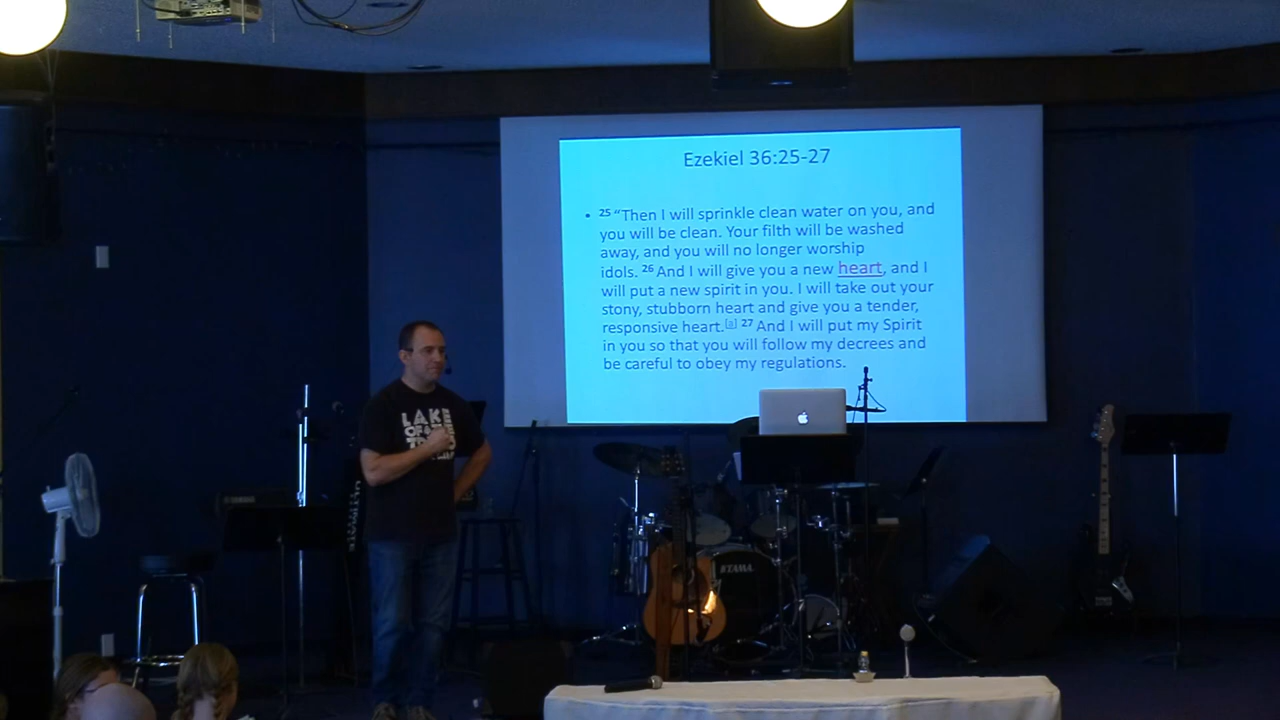 Ezekiel 36:25-27
• 25 “Then I will sprinkle clean water on you, and
you will be clean. Your filth will be washed
away, and you will no longer worship
idols. 26 And I will give you a new heart, and I
will put a new spirit in you. I will take out your
stony, stubborn heart and give you a tender,
responsive heart.[a] 27 And I will put my Spirit
in you so that you will follow my decrees and
be careful to obey my regulations.
LAKE
OF
TAMA
ULTIMATE